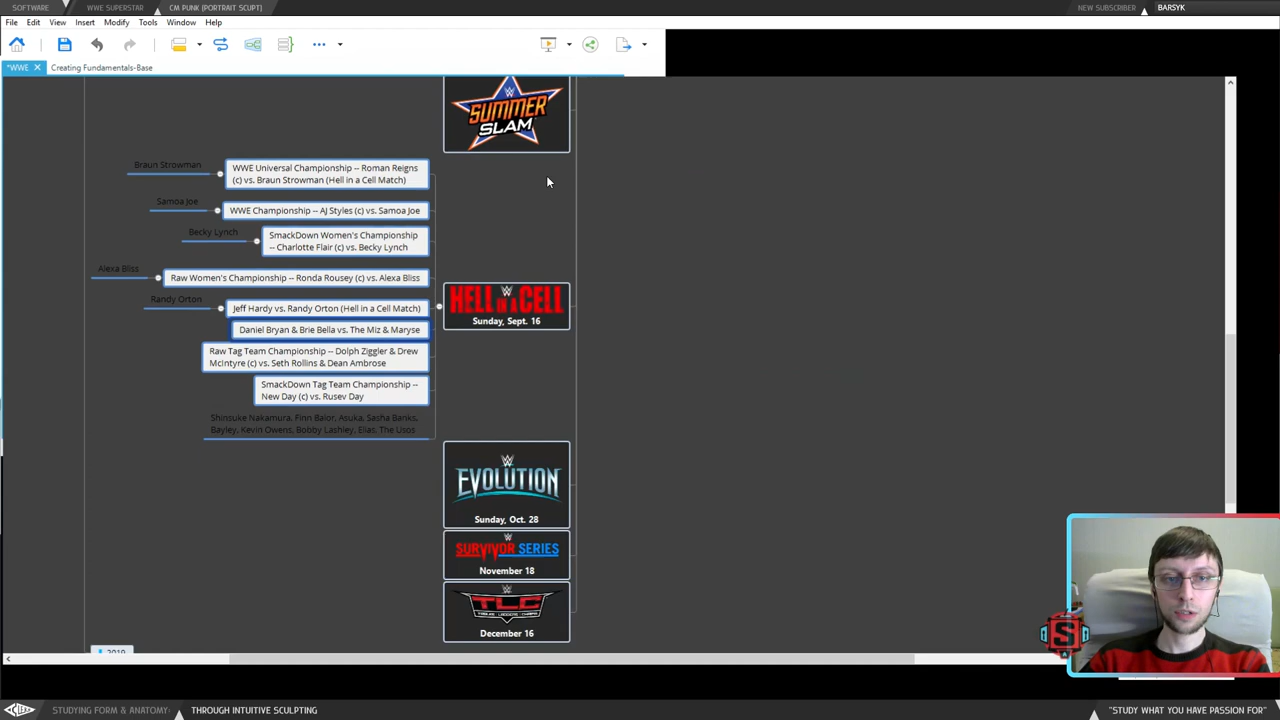 SOFTWARE WWE SUPERSTAR CM PUNK (PORTRAIT SCUPT) NEW SUBSCRIBER BARSYK
File Edit View Insert Modify Tools Window Help
*WWE Creating Fundamentals-Base
W
SUMMER
SLAM
Braun Strowman
WWE Universal Championship -- Roman Reigns
(c) vs. Braun Strowman (Hell in a Cell Match)
Samoa Joe
WWE Championship -- AJ Styles (c) vs. Samoa Joe
Becky Lynch
SmackDown Women's Championship
-- Charlotte Flair (c) vs. Becky Lynch
Alexa Bliss
Raw Women's Championship -- Ronda Rousey (c) vs. Alexa Bliss
Randy Orton
Jeff Hardy vs. Randy Orton (Hell in a Cell Match)
Daniel Bryan & Brie Bella vs. The Miz & Maryse
Raw Tag Team Championship -- Dolph Ziggler & Drew
McIntyre (c) vs. Seth Rollins & Dean Ambrose
SmackDown Tag Team Championship --
New Day (c) vs. Rusev Day
Shinsuke Nakamura, Finn Balor, Asuka, Sasha Banks,
Bayley, Kevin Owens, Bobby Lashley, Elias, The Usos
W
HELL IN A CELL
Sunday, Sept. 16
W
EVOLUTION
Sunday, Oct. 28
W
SURVIVOR SERIES
November 18
W
TLC
TABLES LADDERS CHAIRS
December 16
2019
S
STUDYING FORM & ANATOMY: THROUGH INTUITIVE SCULPTING "STUDY WHAT YOU HAVE PASSION FOR"